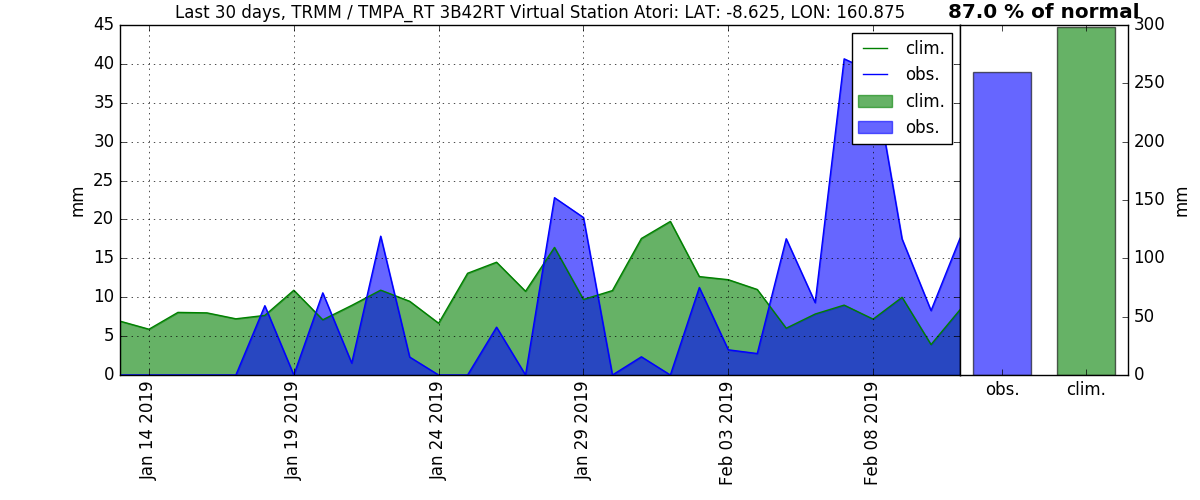 Last 30 days, TRMM / TMPA_RT 3B42RT Virtual Station Atori: LAT: -8.625, LON: 160.875
87.0 % of normal
45
40
35
30
25
20
15
10
5
0
mm
clim.
obs.
clim.
obs.
300
250
200
150
100
50
0
mm
Jan 14 2019
Jan 19 2019
Jan 24 2019
Jan 29 2019
Feb 03 2019
Feb 08 2019
obs.
clim.